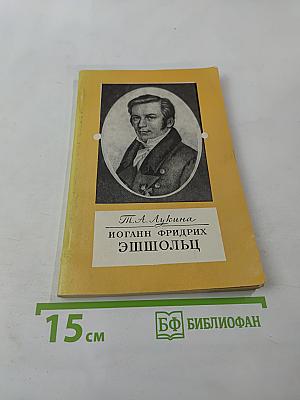 Т. А. Лукина
ИОГАНН ФРИДРИХ
ЭШШОЛЬЦ
15 см
БФ БИБЛИОФАН